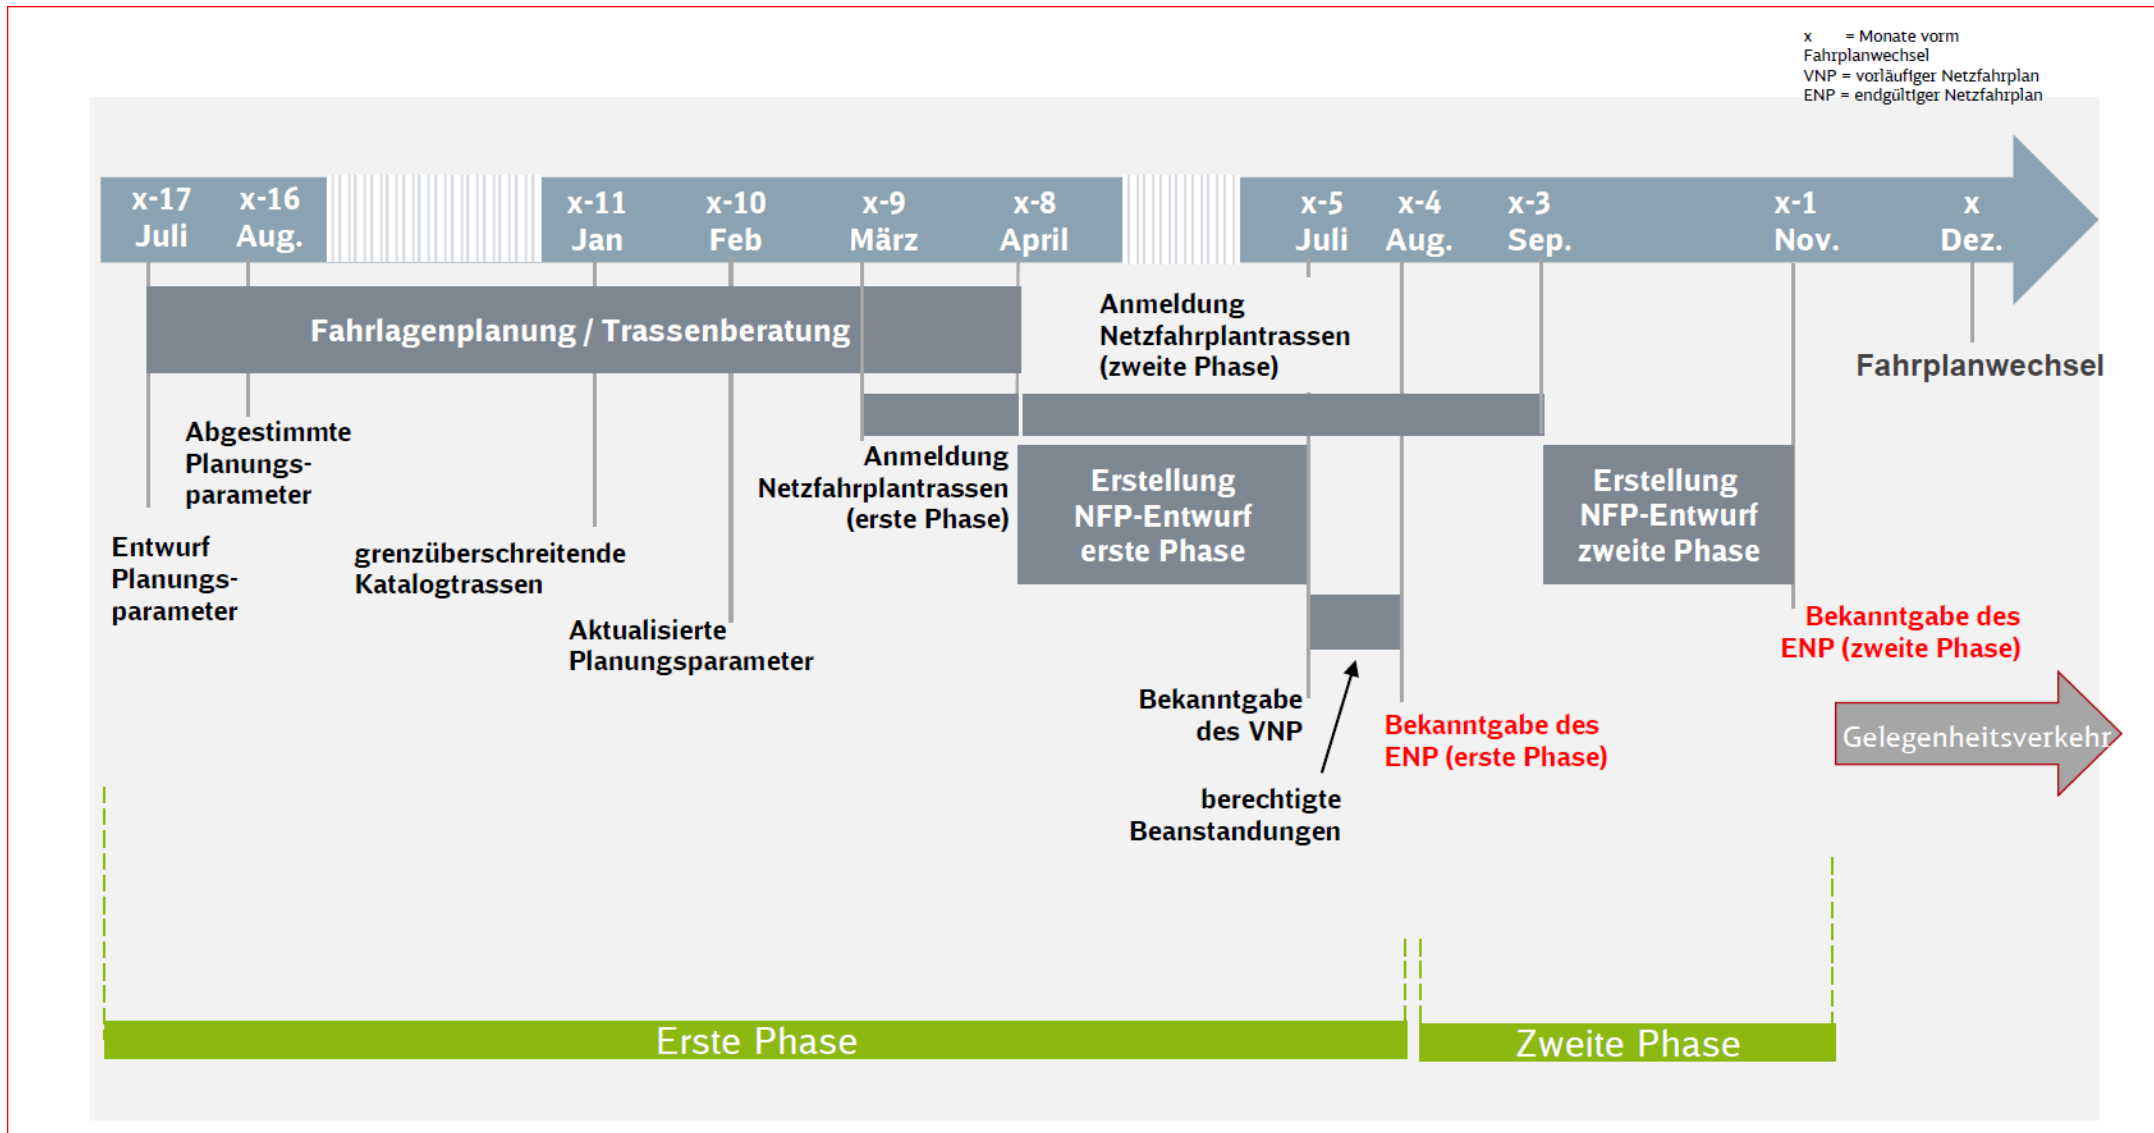 x = Monate vorm
Fahrplanwechsel
VNP = vorläufiger Netzfahrplan
ENP = endgültiger Netzfahrplan
x-17
Juli
x-16
Aug.
x-11
Jan
x-10
Feb
x-9
März
x-8
April
x-5
Juli
x-4
Aug.
x-3
Sep.
x-1
Nov.
x
Dez.
Fahrlagenplanung / Trassenberatung
Anmeldung
Netzfahrplantrassen
(zweite Phase)
Fahrplanwechsel
Abgestimmte
Planungs-
parameter
Anmeldung
Netzfahrplantrassen
(erste Phase)
Erstellung
NFP-Entwurf
erste Phase
Erstellung
NFP-Entwurf
zweite Phase
Entwurf
Planungs-
parameter
grenzüberschreitende
Katalogtrassen
Aktualisierte
Planungsparameter
Bekanntgabe des
ENP (zweite Phase)
Bekanntgabe
des VNP
Bekanntgabe des
ENP (erste Phase)
Gelegenheitsverkehr
berechtigte
Beanstandungen
Erste Phase
Zweite Phase